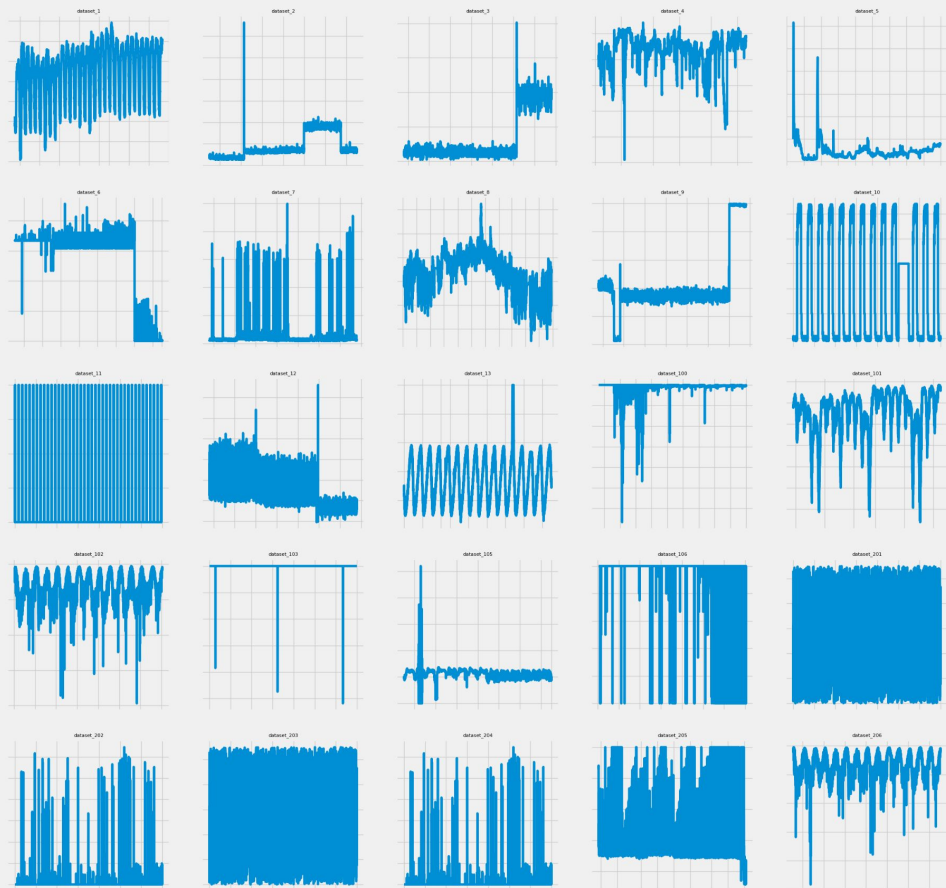 dataset_1
dataset_2
dataset_3
dataset_4
dataset_5
dataset_6
dataset_7
dataset_8
dataset_9
dataset_10
dataset_11
dataset_12
dataset_13
dataset_100
dataset_101
dataset_102
dataset_103
dataset_105
dataset_106
dataset_201
dataset_202
dataset_203
dataset_204
dataset_205
dataset_206